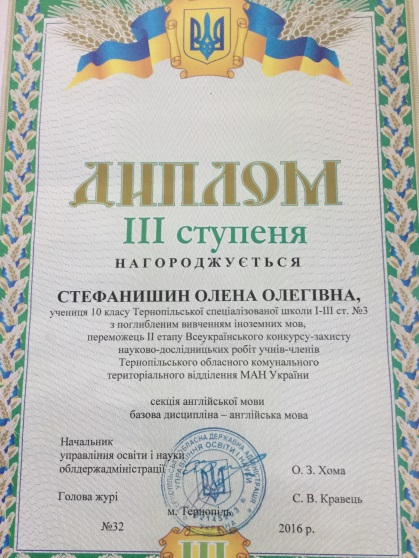 ДИПЛОМ
III ступеня
НАГОРОДЖУЄТЬСЯ
СТЕФАНИШИН ОЛЕНА ОЛЕГІВНА,
учениця 10 класу Тернопільської спеціалізованої школи І-ІІІ ст. №3
з поглибленим вивченням іноземних мов,
переможець ІІ етапу Всеукраїнського конкурсу-захисту
науково-дослідницьких робіт учнів-членів
Тернопільського обласного комунального
територіального відділення МАН України
секція англійської мови
базова дисципліна – англійська мова
Начальник
управління освіти і науки
облдержадміністрації
О. З. Хома
Голова журі
С. В. Кравець
м. Тернопіль,
№32
2016 р.
III